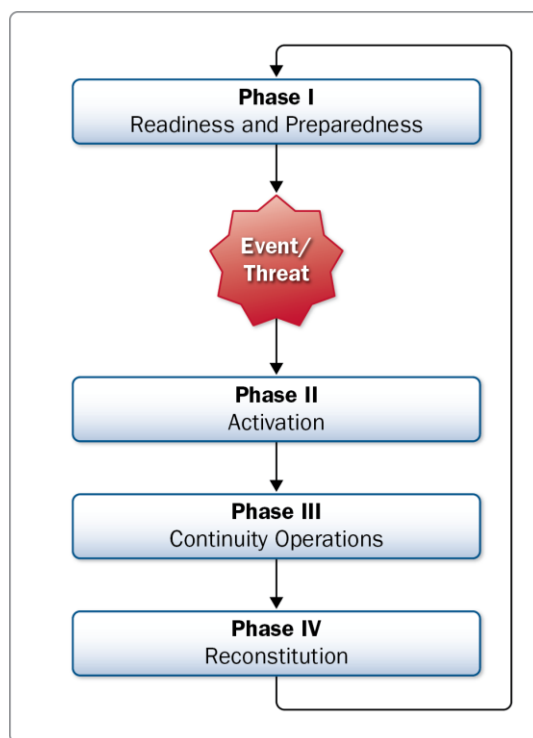 Phase I
Readiness and Preparedness
Event/
Threat
Phase II
Activation
Phase III
Continuity Operations
Phase IV
Reconstitution